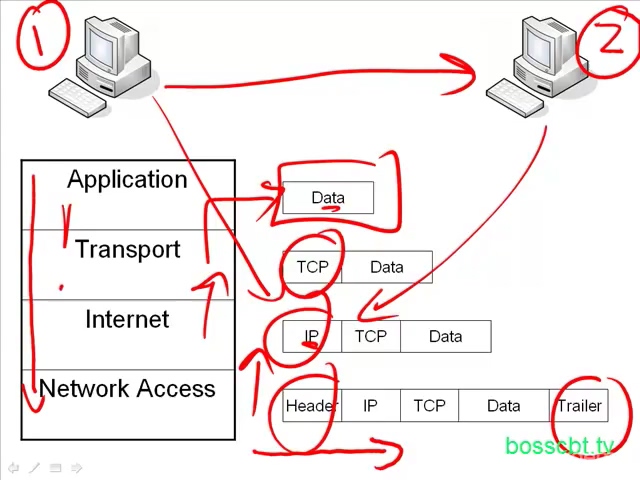 1
2
Application
Data
Transport
TCP Data
Internet
IP TCP Data
Network Access
Header IP TCP Data Trailer
bosscbt.tv